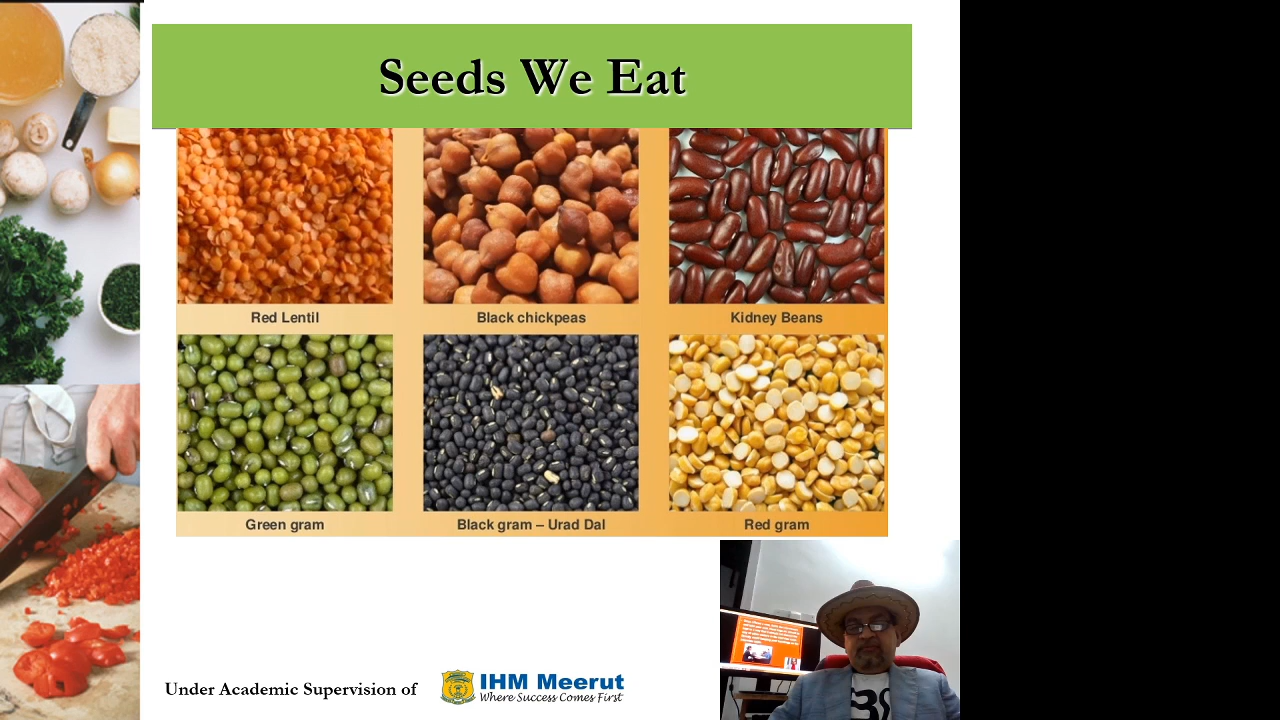 Seeds We Eat
Red Lentil
Black chickpeas
Kidney Beans
Green gram
Black gram – Urad Dal
Red gram
Under Academic Supervision of
IHM Meerut
Where Success Comes First